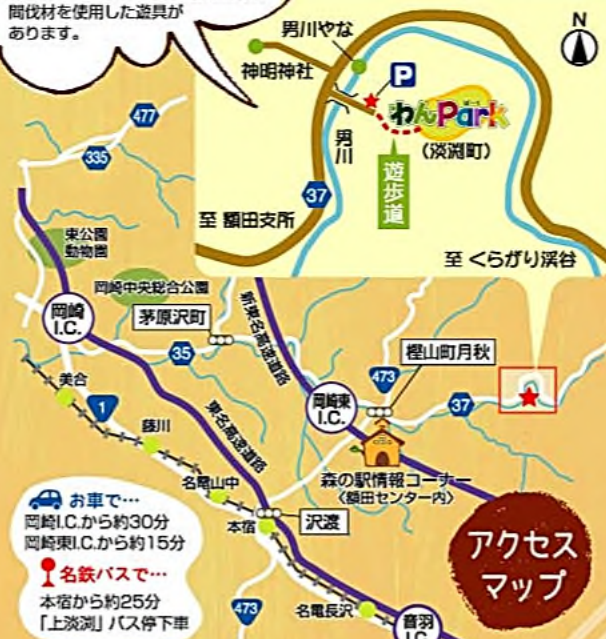 間伐材を使用した遊具が
あります。
男川やな
神明神社
P
N
わんPark
(淡渕町)
男川
遊歩道
37
至 額田支所
至 くらがり渓谷
477
335
東公園
動物園
岡崎中央総合公園
岡崎
I.C.
茅原沢町
新東名高速道路
35
樫山町月秋
473
美合
1
岡崎東
I.C.
37
藤川
東名高速道路
森の駅情報コーナー
〈額田センター内〉
名電山中
本宿
沢渡
お車で…
岡崎I.C.から約30分
岡崎東I.C.から約15分
名鉄バスで…
本宿から約25分
「上淡渕」バス停下車
アクセス
マップ
473
名電長沢
音羽
I.C.